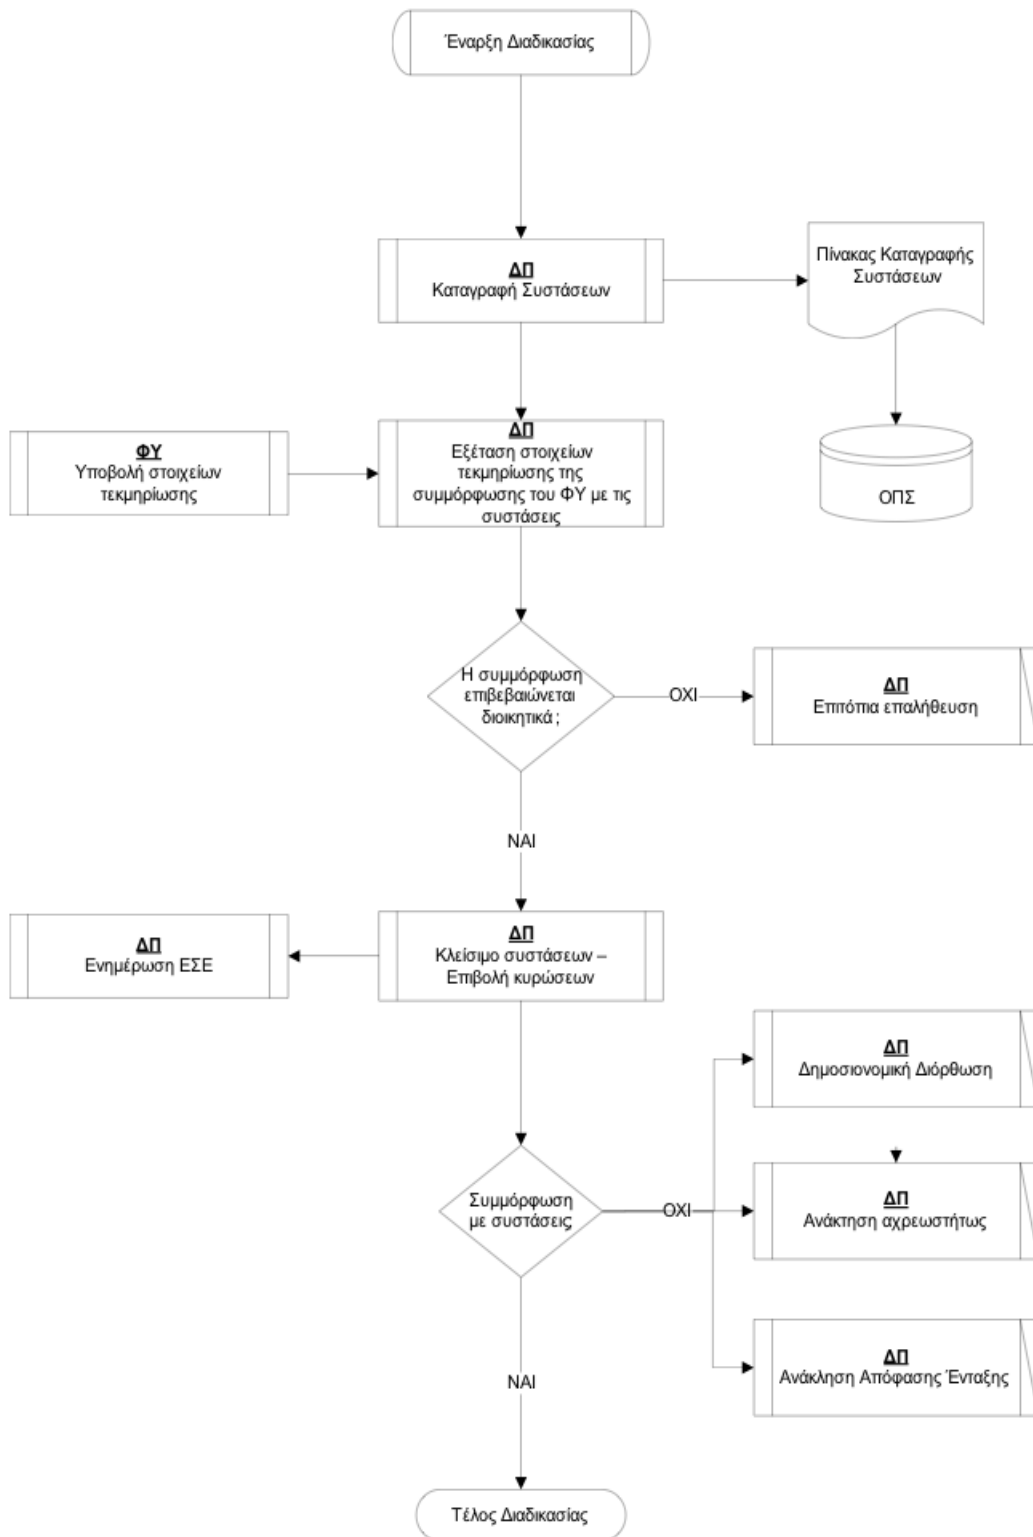 Έναρξη Διαδικασίας
ΔΠ
Καταγραφή Συστάσεων
Πίνακας Καταγραφής
Συστάσεων
ΟΠΣ
ΦΥ
Υποβολή στοιχείων
τεκμηρίωσης
ΔΠ
Εξέταση στοιχείων
τεκμηρίωσης της
συμμόρφωσης του ΦΥ με τις
συστάσεις
Η συμμόρφωση
επιβεβαιώνεται
διοικητικά ;
ΟΧΙ
ΔΠ
Επιτόπια επαλήθευση
ΝΑΙ
ΔΠ
Ενημέρωση ΕΣΕ
ΔΠ
Κλείσιμο συστάσεων –
Επιβολή κυρώσεων
ΔΠ
Δημοσιονομική Διόρθωση
Συμμόρφωση
με συστάσεις
ΟΧΙ
ΔΠ
Ανάκτηση αχρεωστήτως
ΔΠ
Ανάκληση Απόφασης Ένταξης
ΝΑΙ
Τέλος Διαδικασίας